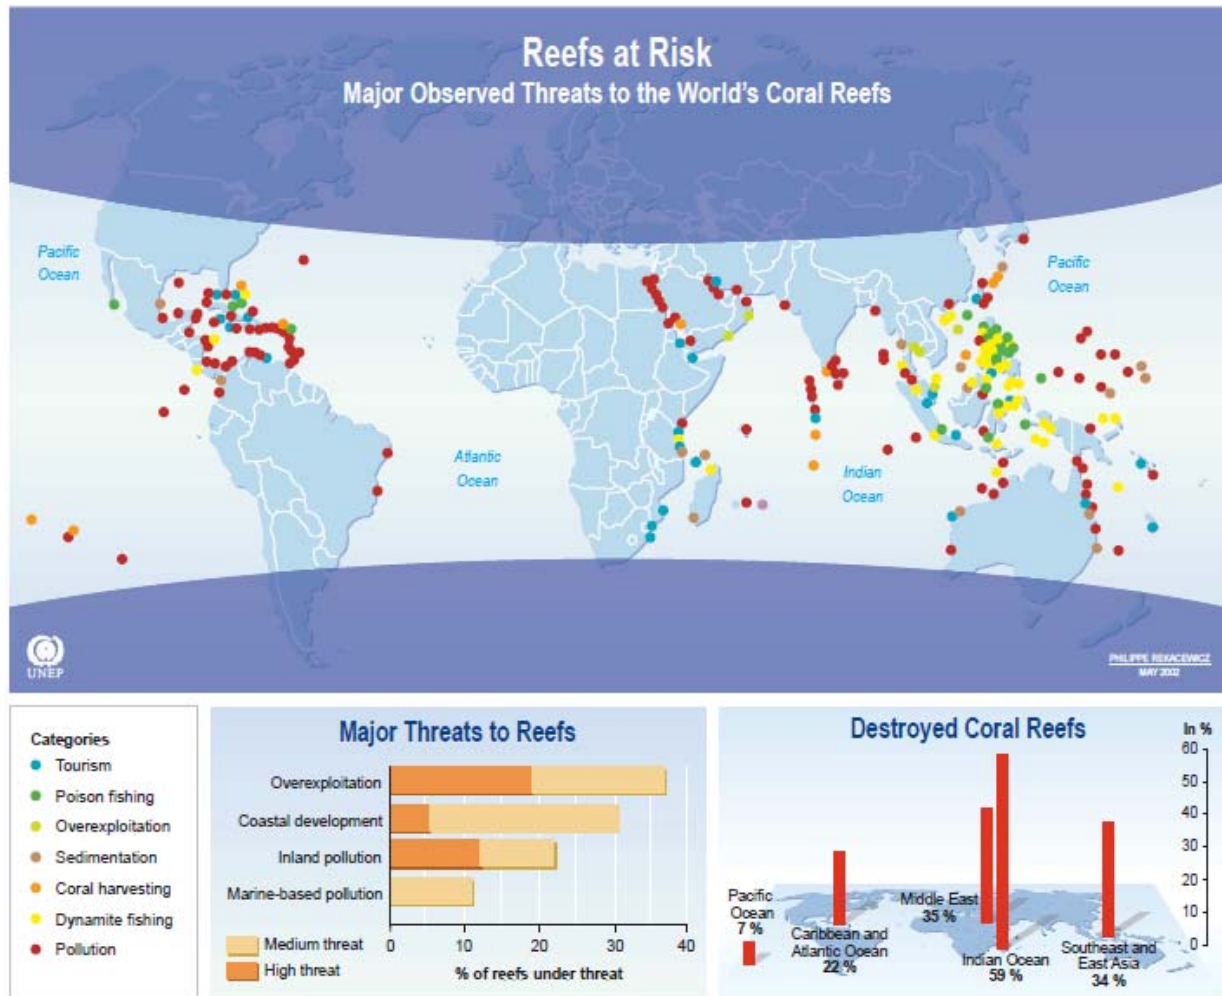 Reefs at Risk
Major Observed Threats to the World's Coral Reefs
Pacific
Ocean
Pacific
Ocean
Atlantic
Ocean
Indian
Ocean
UNEP
PHILIPPE REKACEWICZ
MAY 2002
Categories
Tourism
Poison fishing
Overexploitation
Sedimentation
Coral harvesting
Dynamite fishing
Pollution
Major Threats to Reefs
Overexploitation
Coastal development
Inland pollution
Marine-based pollution
Medium threat
High threat
0 10 20 30 40
% of reefs under threat
Destroyed Coral Reefs
In %
60
50
40
30
20
10
0
Pacific
Ocean
7 %
Caribbean and
Atlantic Ocean
22 %
Middle East
35 %
Indian Ocean
59 %
Southeast and
East Asia
34 %